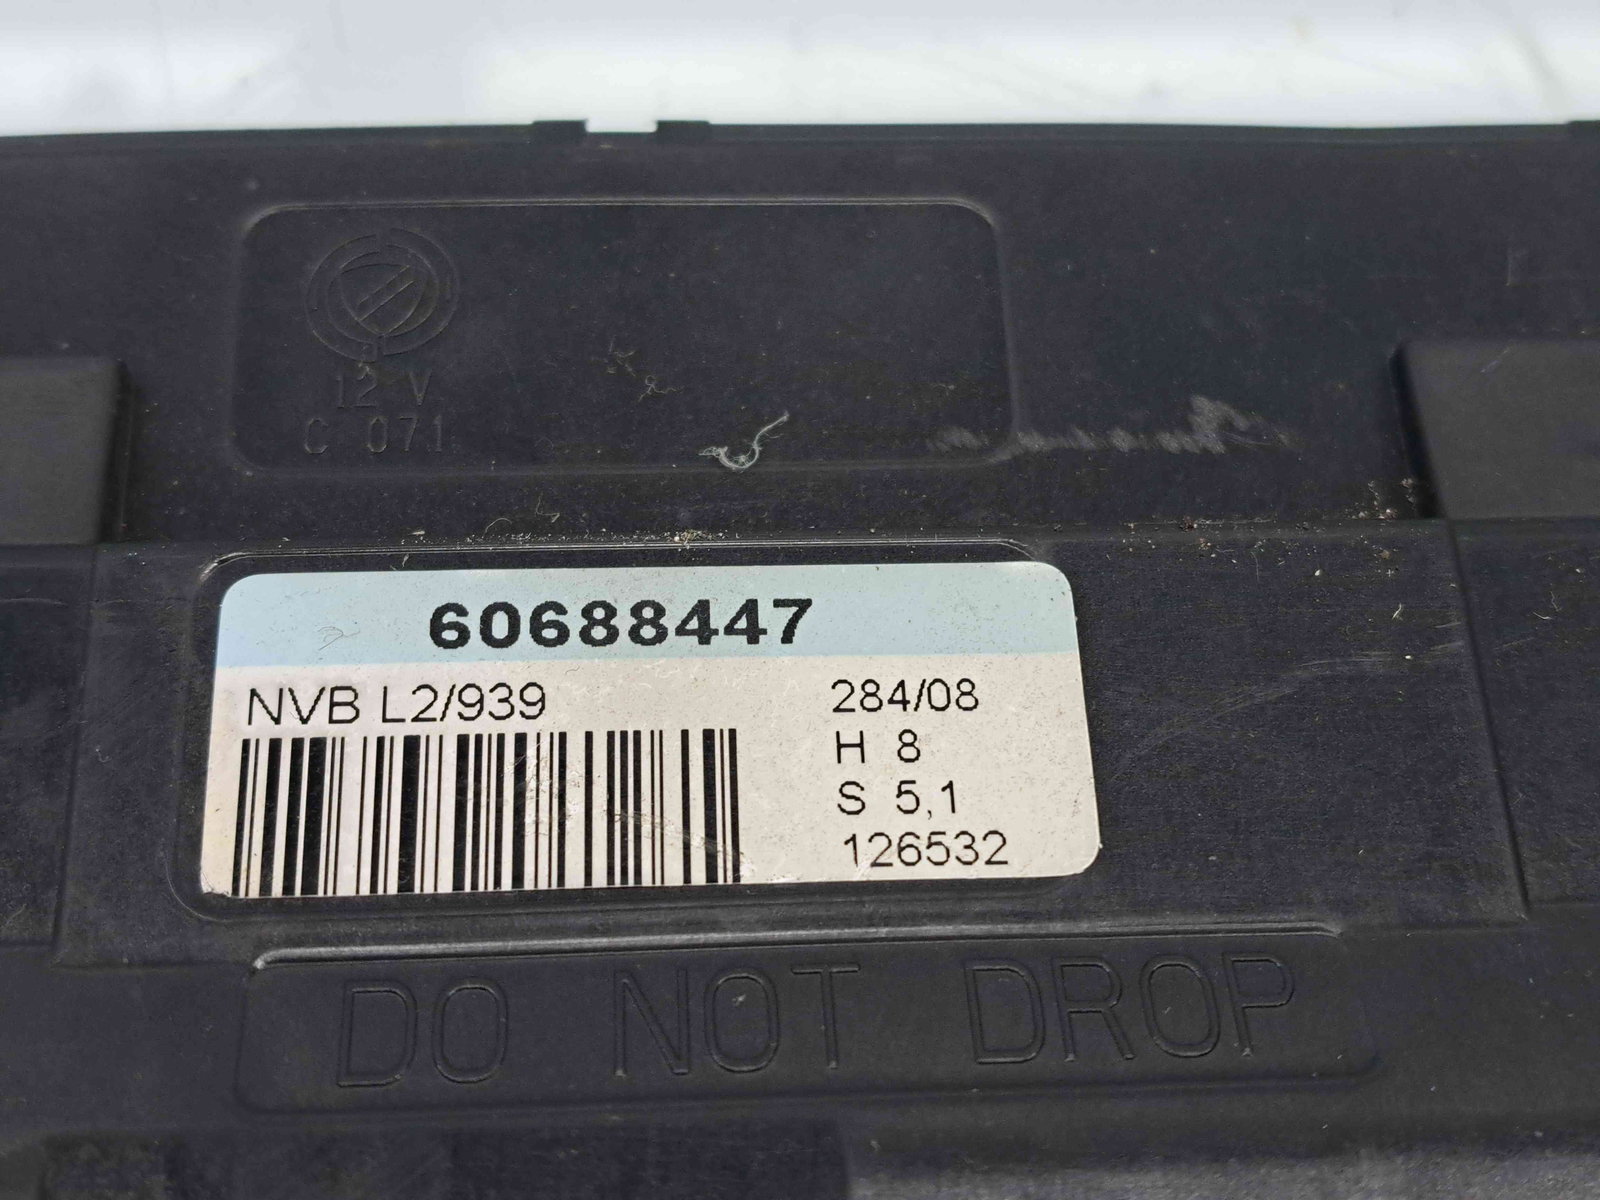 12 V
C 071
60688447
NVB L2/939
284/08
H 8
S 5,1
126532
DO NOT DROP